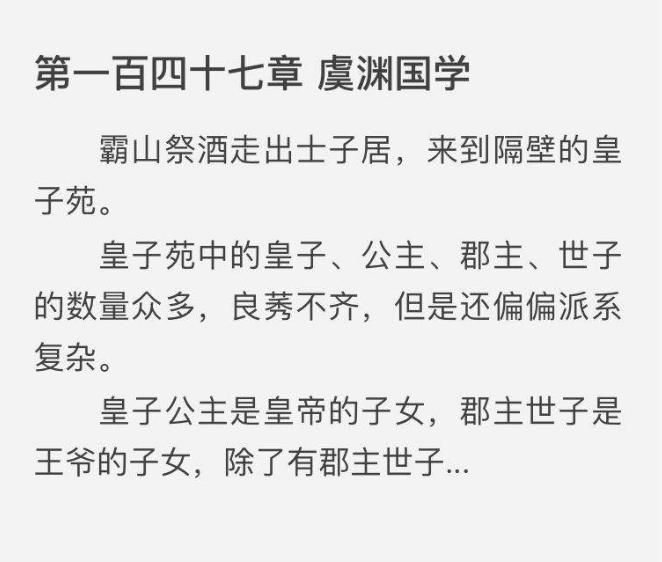 第一百四十七章 虞渊国学
霸山祭酒走出士子居，来到隔壁的皇
子苑。
皇子苑中的皇子、公主、郡主、世子
的数量众多，良莠不齐，但是还偏偏派系
复杂。
皇子公主是皇帝的子女，郡主世子是
王爷的子女，除了有郡主世子...